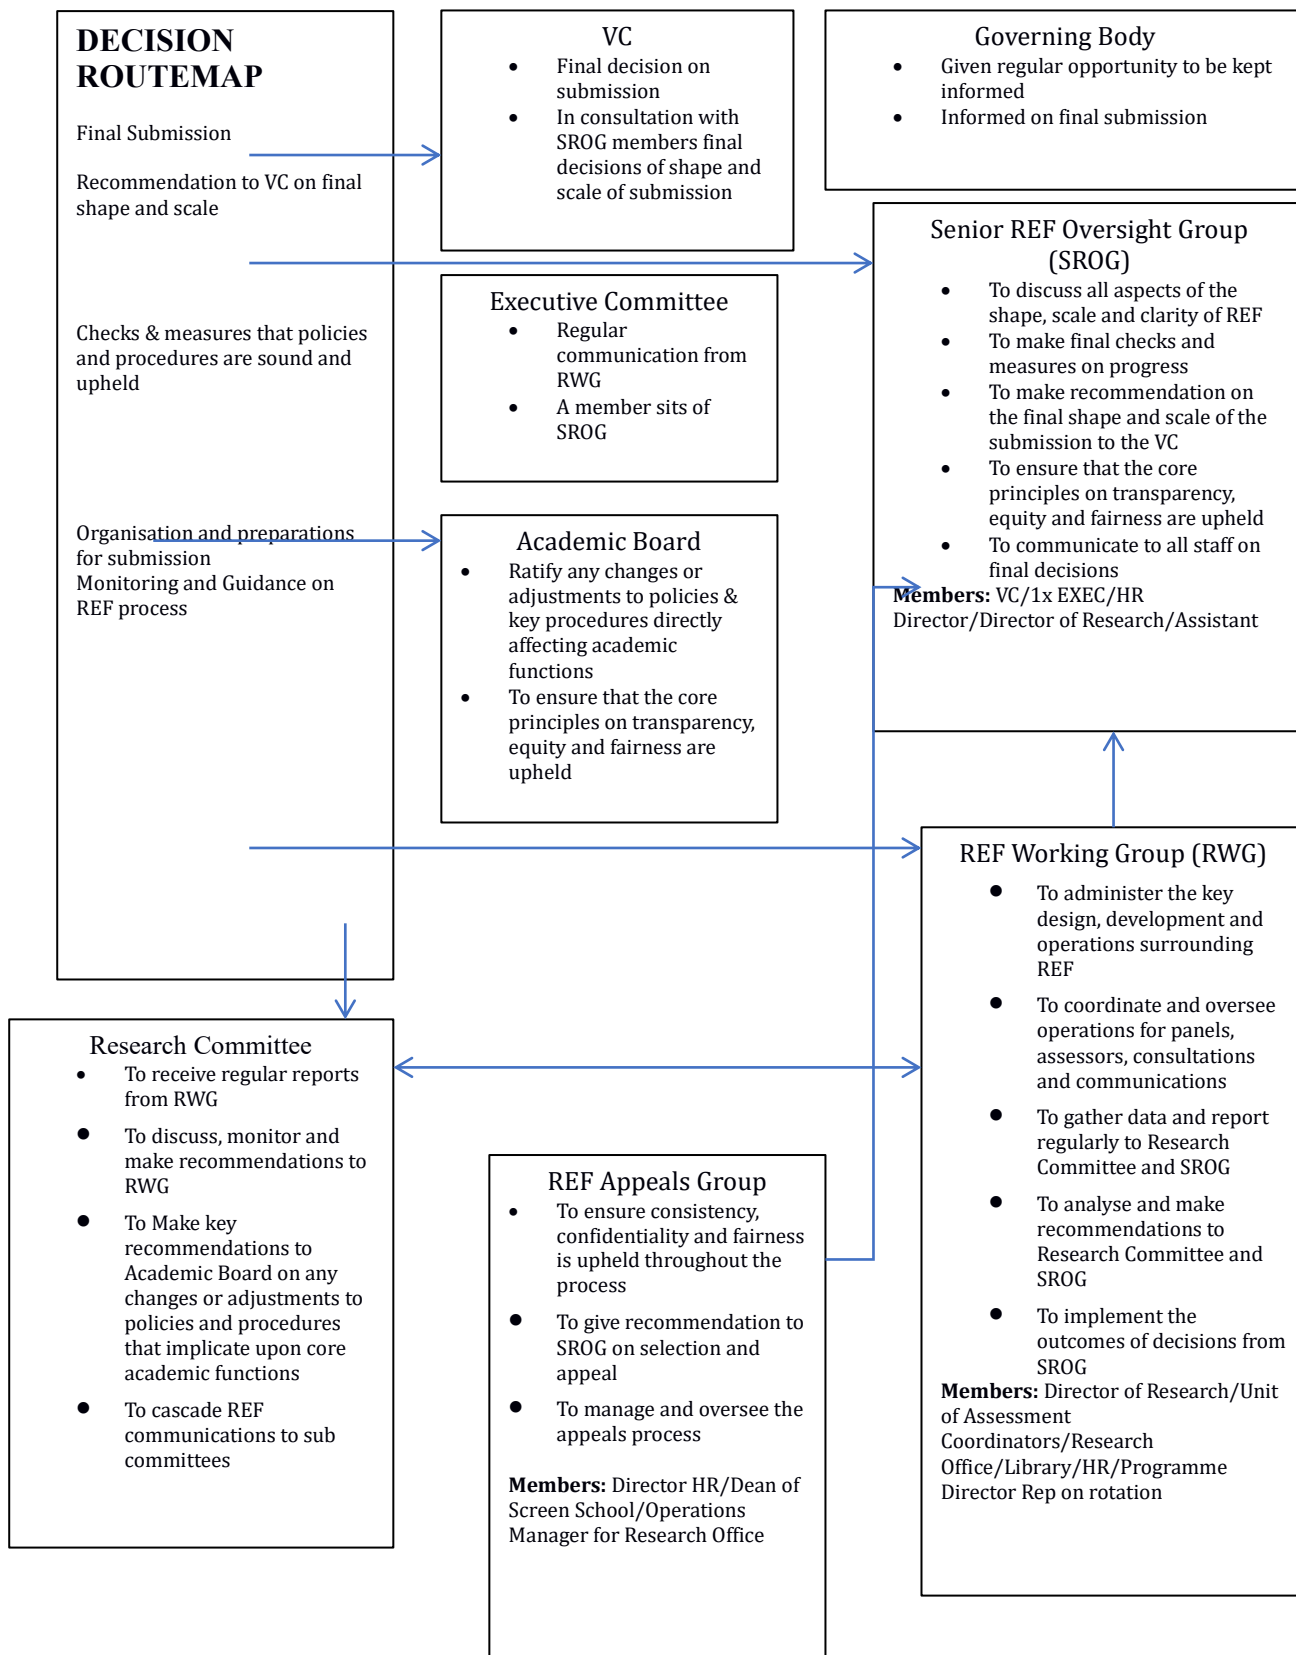 DECISION
ROUTEMAP
Final Submission
Recommendation to VC on final
shape and scale
Checks & measures that policies
and procedures are sound and
upheld
Organisation and preparations
for submission
Monitoring and Guidance on
REF process
VC
• Final decision on
submission
• In consultation with
SROG members final
decisions of shape and
scale of submission
Governing Body
• Given regular opportunity to be kept
informed
• Informed on final submission
Executive Committee
• Regular
communication from
RWG
• A member sits of
SROG
Senior REF Oversight Group
(SROG)
• To discuss all aspects of the
shape, scale and clarity of REF
• To make final checks and
measures on progress
• To make recommendation on
the final shape and scale of the
submission to the VC
• To ensure that the core
principles on transparency,
equity and fairness are upheld
• To communicate to all staff on
final decisions
Members: VC/1x EXEC/HR
Director/Director of Research/Assistant
Academic Board
• Ratify any changes or
adjustments to policies &
key procedures directly
affecting academic
functions
• To ensure that the core
principles on transparency,
equity and fairness are
upheld
REF Working Group (RWG)
• To administer the key
design, development and
operations surrounding
REF
• To coordinate and oversee
operations for panels,
assessors, consultations
and communications
• To gather data and report
regularly to Research
Committee and SROG
• To analyse and make
recommendations to
Research Committee and
SROG
• To implement the
outcomes of decisions from
SROG
Members: Director of Research/Unit
of Assessment
Coordinators/Research
Office/Library/HR/Programme
Director Rep on rotation
Research Committee
• To receive regular reports
from RWG
• To discuss, monitor and
make recommendations to
RWG
• To Make key
recommendations to
Academic Board on any
changes or adjustments to
policies and procedures
that implicate upon core
academic functions
• To cascade REF
communications to sub
committees
REF Appeals Group
• To ensure consistency,
confidentiality and fairness
is upheld throughout the
process
• To give recommendation to
SROG on selection and
appeal
• To manage and oversee the
appeals process
Members: Director HR/Dean of
Screen School/Operations
Manager for Research Office